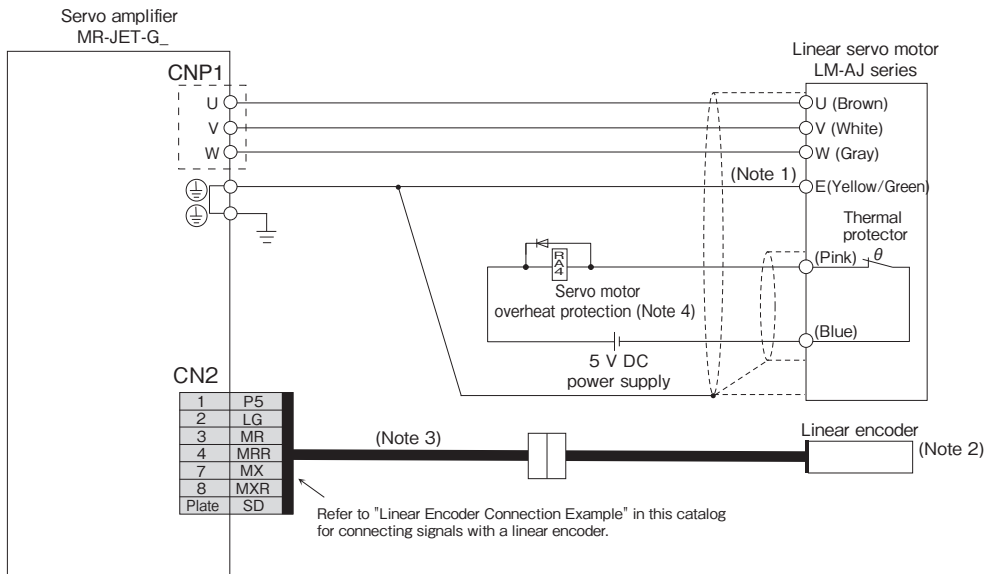 Servo amplifier
MR-JET-G_
Linear servo motor
LM-AJ series
CNP1
U
V
W
U (Brown)
V (White)
W (Gray)
(Note 1)
E(Yellow/Green)
Thermal
protector
(Pink)
θ
RA4
Servo motor
overheat protection (Note 4)
(Blue)
5 V DC
power supply
CN2
1 P5
2 LG
3 MR
4 MRR
7 MX
8 MXR
Plate SD
(Note 3)
Linear encoder
(Note 2)
Refer to "Linear Encoder Connection Example" in this catalog
for connecting signals with a linear encoder.